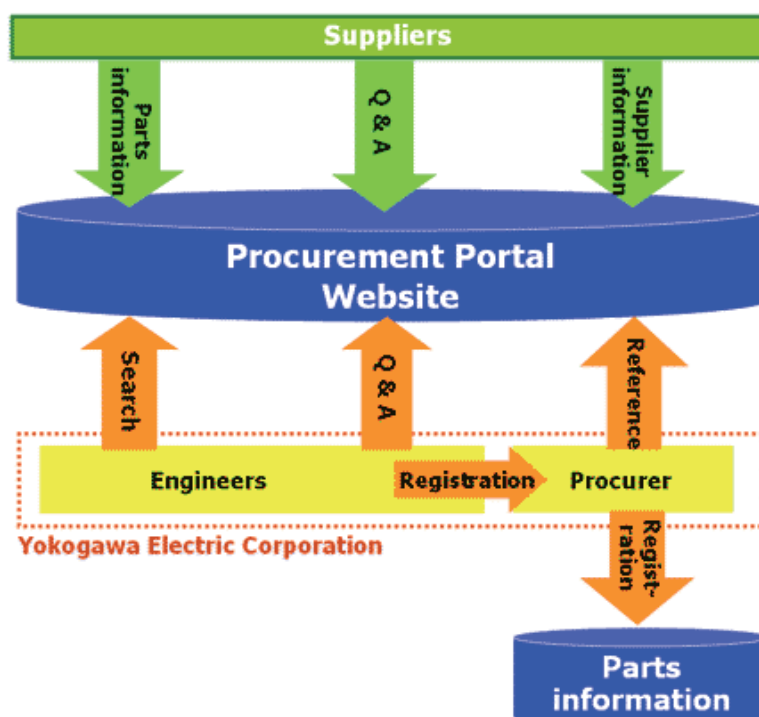 Suppliers
Parts
information
Q & A
Supplier
information
Procurement Portal
Website
Search
Q & A
Reference
Engineers
Registration
Procurer
Yokogawa Electric Corporation
Regist-
ration
Parts
information